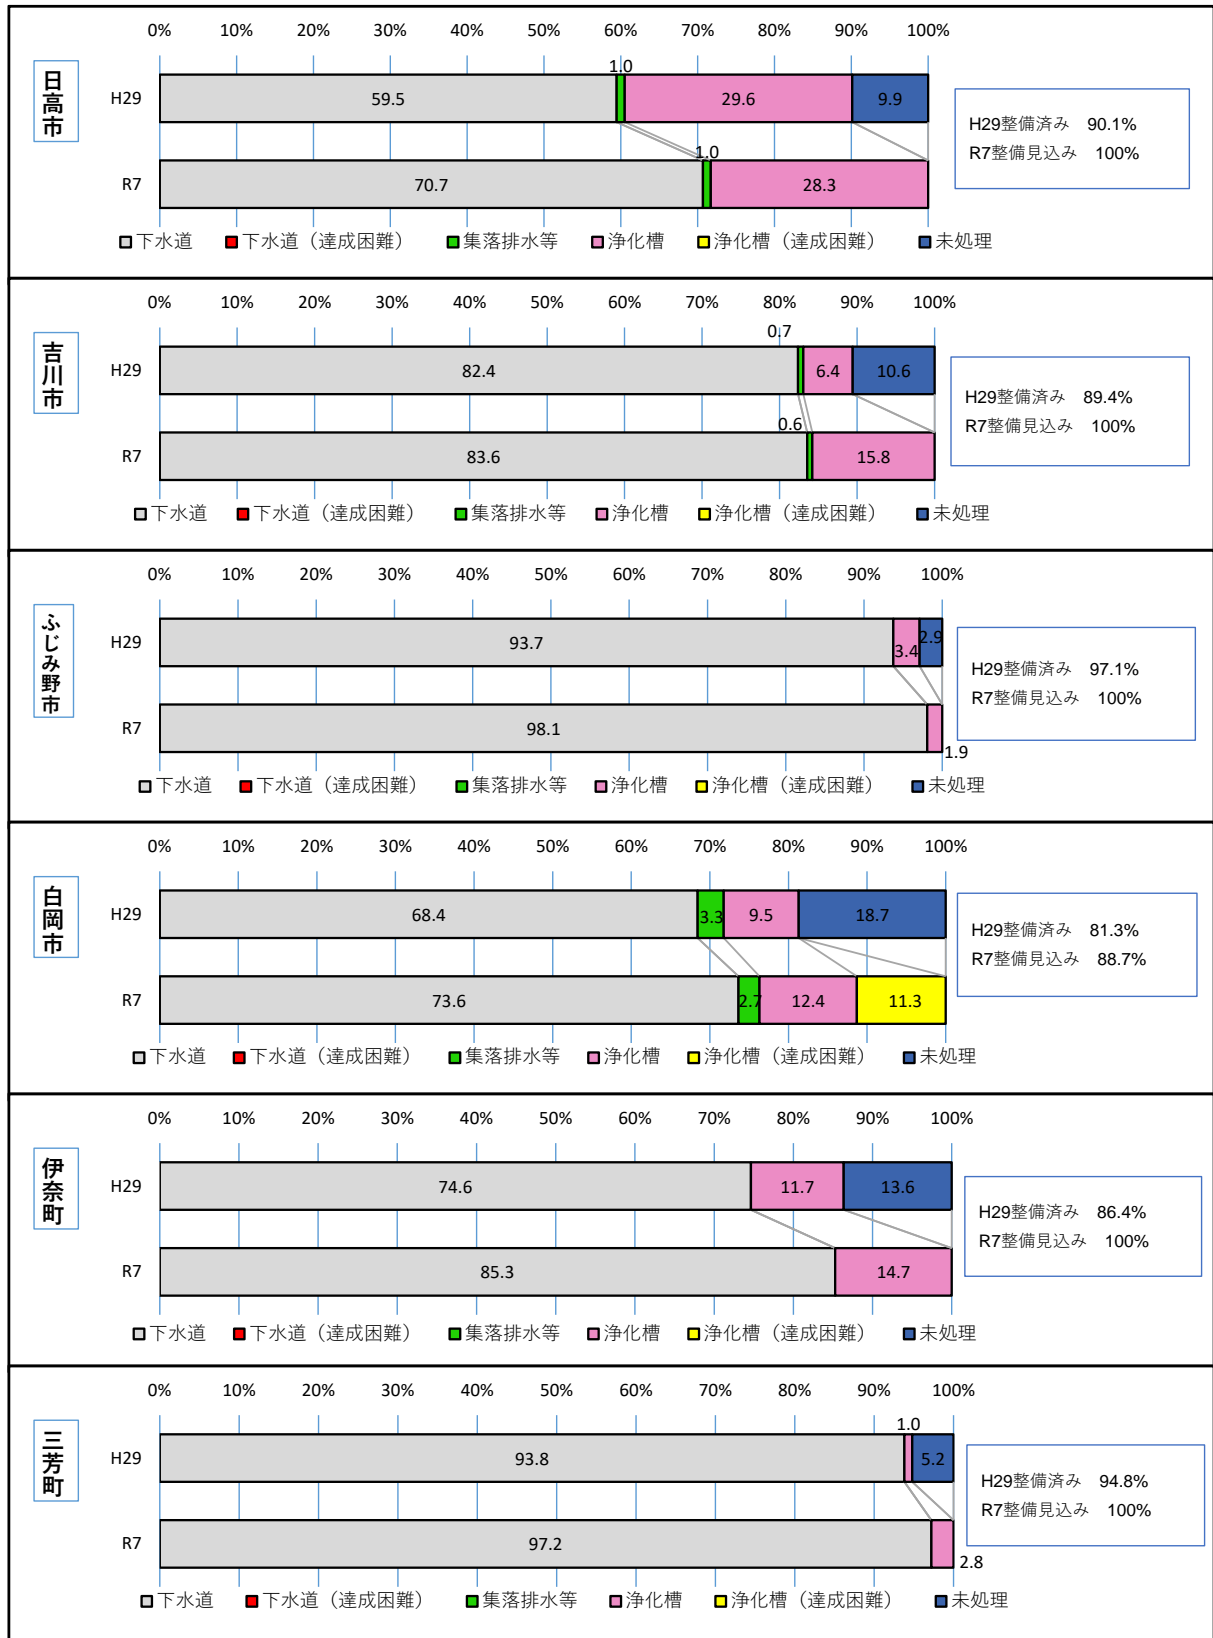 0% 10% 20% 30% 40% 50% 60% 70% 80% 90% 100%
日高市
1.0
H29 59.5 29.6 9.9
H29整備済み 90.1%
R7整備見込み 100%
1.0
R7 70.7 28.3
下水道 下水道（達成困難） 集落排水等 浄化槽 浄化槽（達成困難） 未処理
0% 10% 20% 30% 40% 50% 60% 70% 80% 90% 100%
吉川市
0.7
H29 82.4 6.4 10.6
H29整備済み 89.4%
R7整備見込み 100%
0.6
R7 83.6 15.8
下水道 下水道（達成困難） 集落排水等 浄化槽 浄化槽（達成困難） 未処理
0% 10% 20% 30% 40% 50% 60% 70% 80% 90% 100%
ふじみ野市
H29 93.7 3.4 2.9
H29整備済み 97.1%
R7整備見込み 100%
R7 98.1 1.9
下水道 下水道（達成困難） 集落排水等 浄化槽 浄化槽（達成困難） 未処理
0% 10% 20% 30% 40% 50% 60% 70% 80% 90% 100%
白岡市
H29 68.4 3.3 9.5 18.7
H29整備済み 81.3%
R7整備見込み 88.7%
R7 73.6 2.7 12.4 11.3
下水道 下水道（達成困難） 集落排水等 浄化槽 浄化槽（達成困難） 未処理
0% 10% 20% 30% 40% 50% 60% 70% 80% 90% 100%
伊奈町
H29 74.6 11.7 13.6
H29整備済み 86.4%
R7整備見込み 100%
R7 85.3 14.7
下水道 下水道（達成困難） 集落排水等 浄化槽 浄化槽（達成困難） 未処理
0% 10% 20% 30% 40% 50% 60% 70% 80% 90% 100%
三芳町
1.0
H29 93.8 5.2
H29整備済み 94.8%
R7整備見込み 100%
R7 97.2 2.8
下水道 下水道（達成困難） 集落排水等 浄化槽 浄化槽（達成困難） 未処理